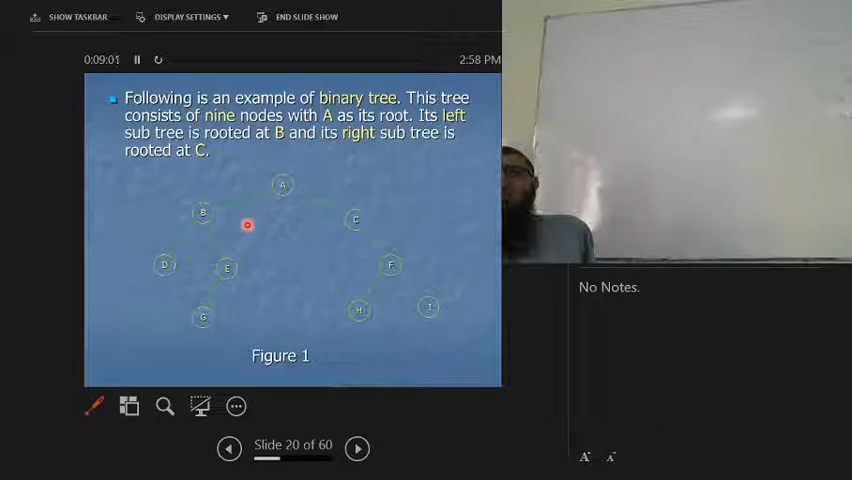 SHOW TASKBAR
DISPLAY SETTINGS
END SLIDE SHOW
0:09:01
2:58 PM
Following is an example of binary tree. This tree
consists of nine nodes with A as its root. Its left
sub tree is rooted at B and its right sub tree is
rooted at C.
A
B
C
D
E
F
G
H
I
Figure 1
No Notes.
Slide 20 of 60
A
A